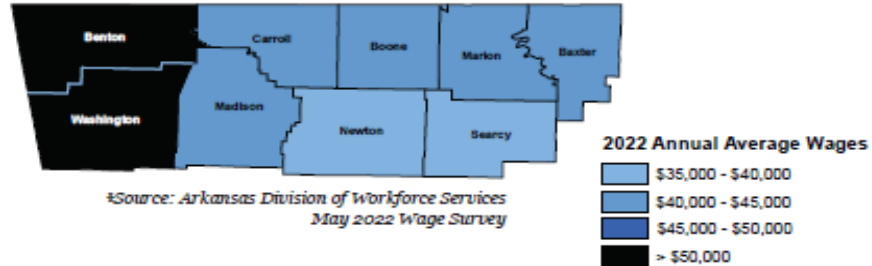 Benton
Carroll
Boone
Marion
Baxter
Washington
Madison
Newton
Searcy
2022 Annual Average Wages
$35,000 - $40,000
$40,000 - $45,000
$45,000 - $50,000
> $50,000
*Source: Arkansas Division of Workforce Services
May 2022 Wage Survey